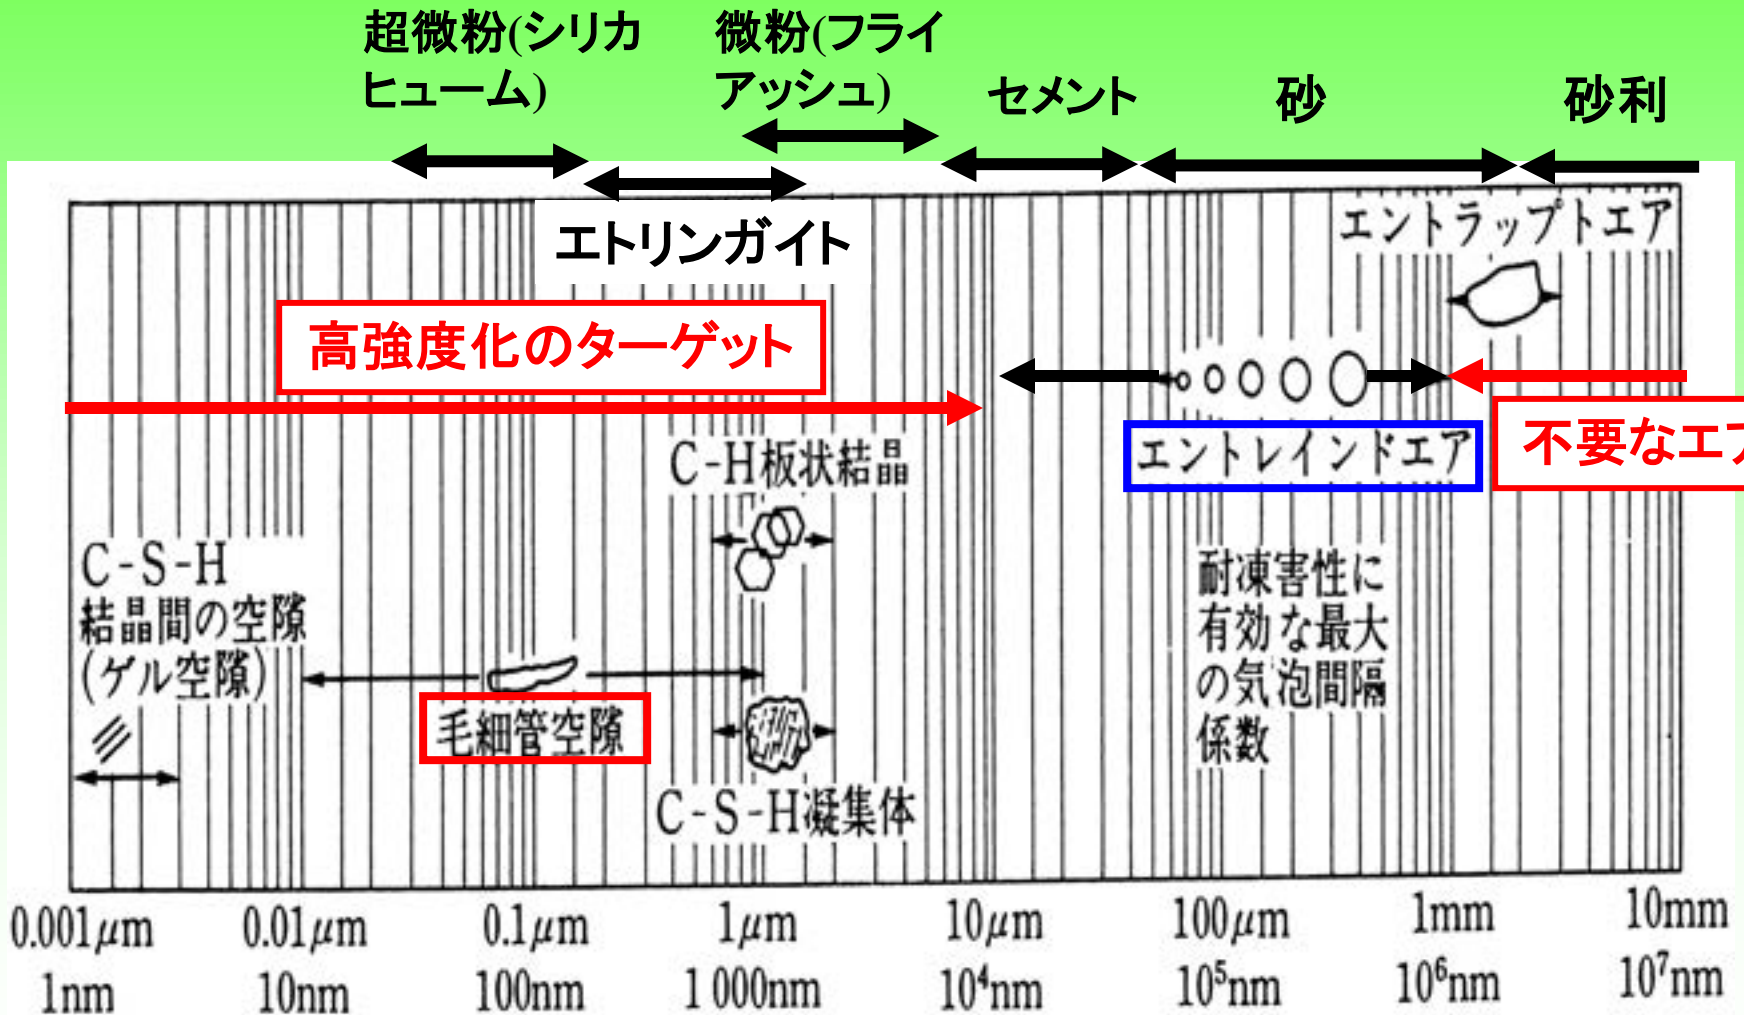 超微粉(シリカ
ヒューム)
微粉(フライ
アッシュ)
セメント
砂
砂利
エトリンガイト
エントラップトエア
高強度化のターゲット
エントレインドエア
不要なエア
C-H板状結晶
C-S-H
結晶間の空隙
(ゲル空隙)
毛細管空隙
C-S-H凝集体
耐凍害性に
有効な最大
の気泡間隔
係数
0.001μm 0.01μm 0.1μm 1μm 10μm 100μm 1mm 10mm
1nm 10nm 100nm 1 000nm 10⁴nm 10⁵nm 10⁶nm 10⁷nm